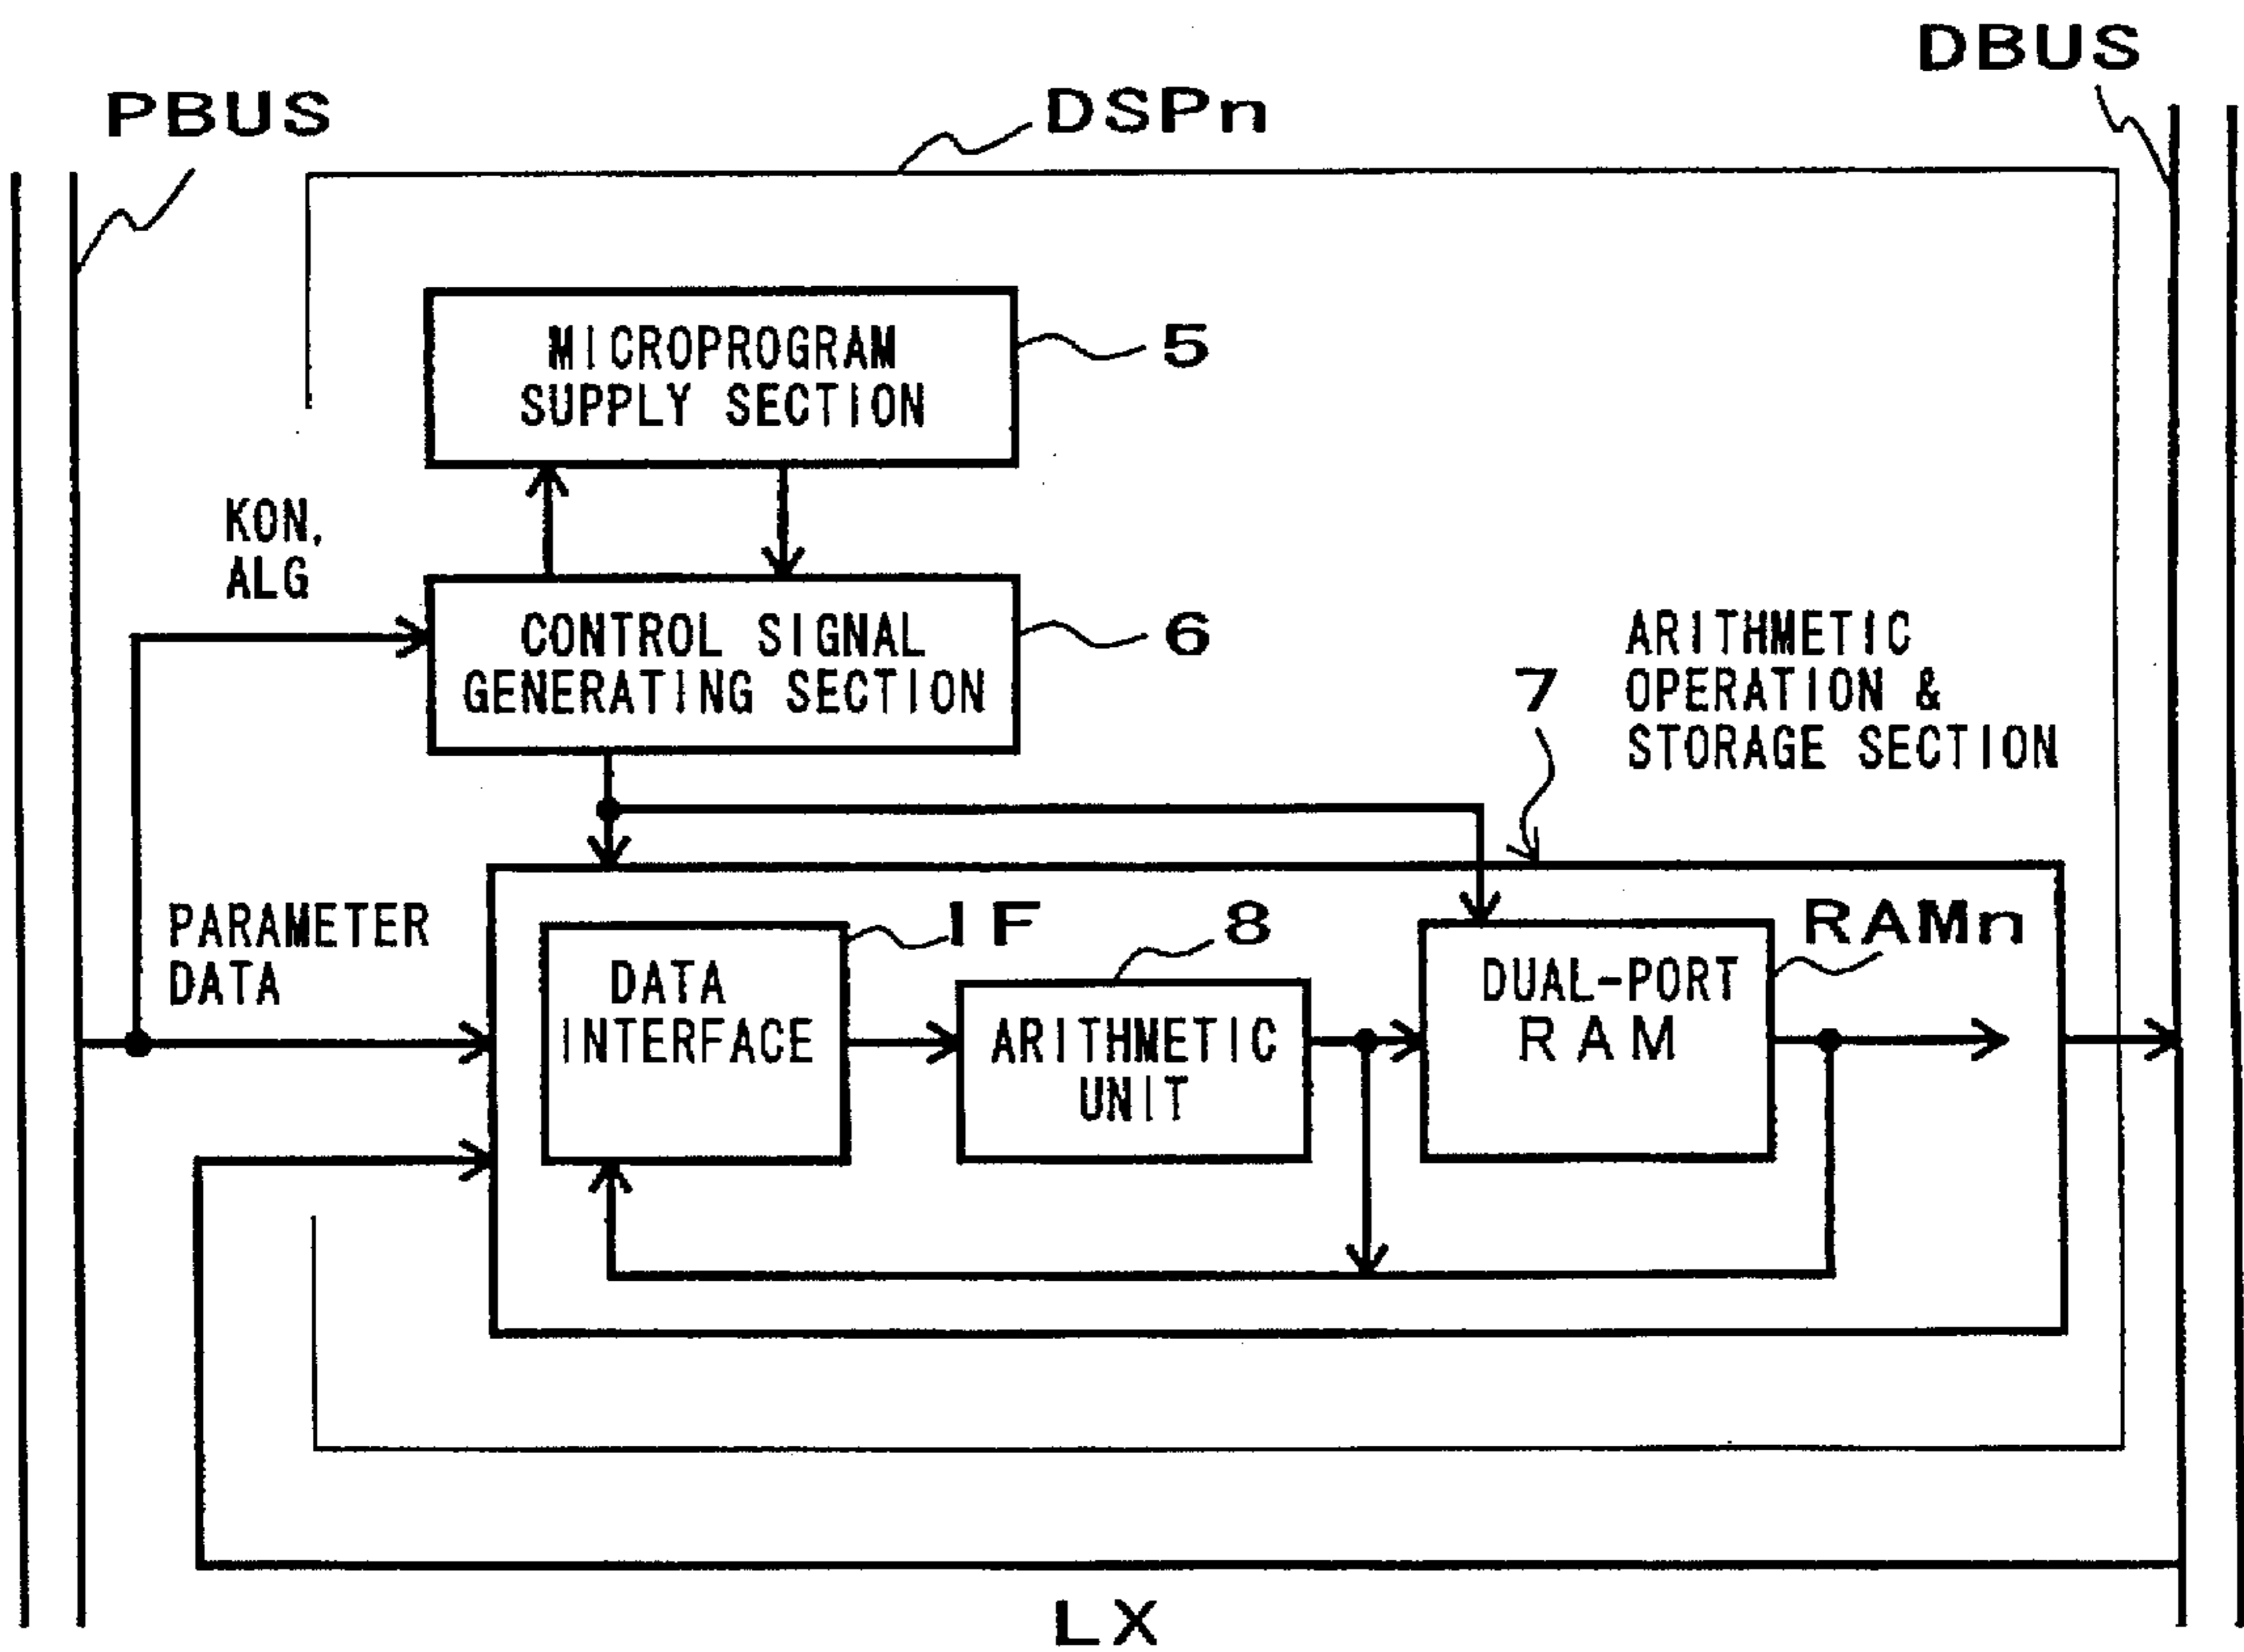 DBUS
PBUS
DSPn
MICROPROGRAM
SUPPLY SECTION
5
KON,
ALG
CONTROL SIGNAL
GENERATING SECTION
6
7
ARITHMETIC
OPERATION &
STORAGE SECTION
PARAMETER
DATA
DATA
INTERFACE
IF
8
ARITHMETIC
UNIT
DUAL-PORT
RAM
RAMn
LX